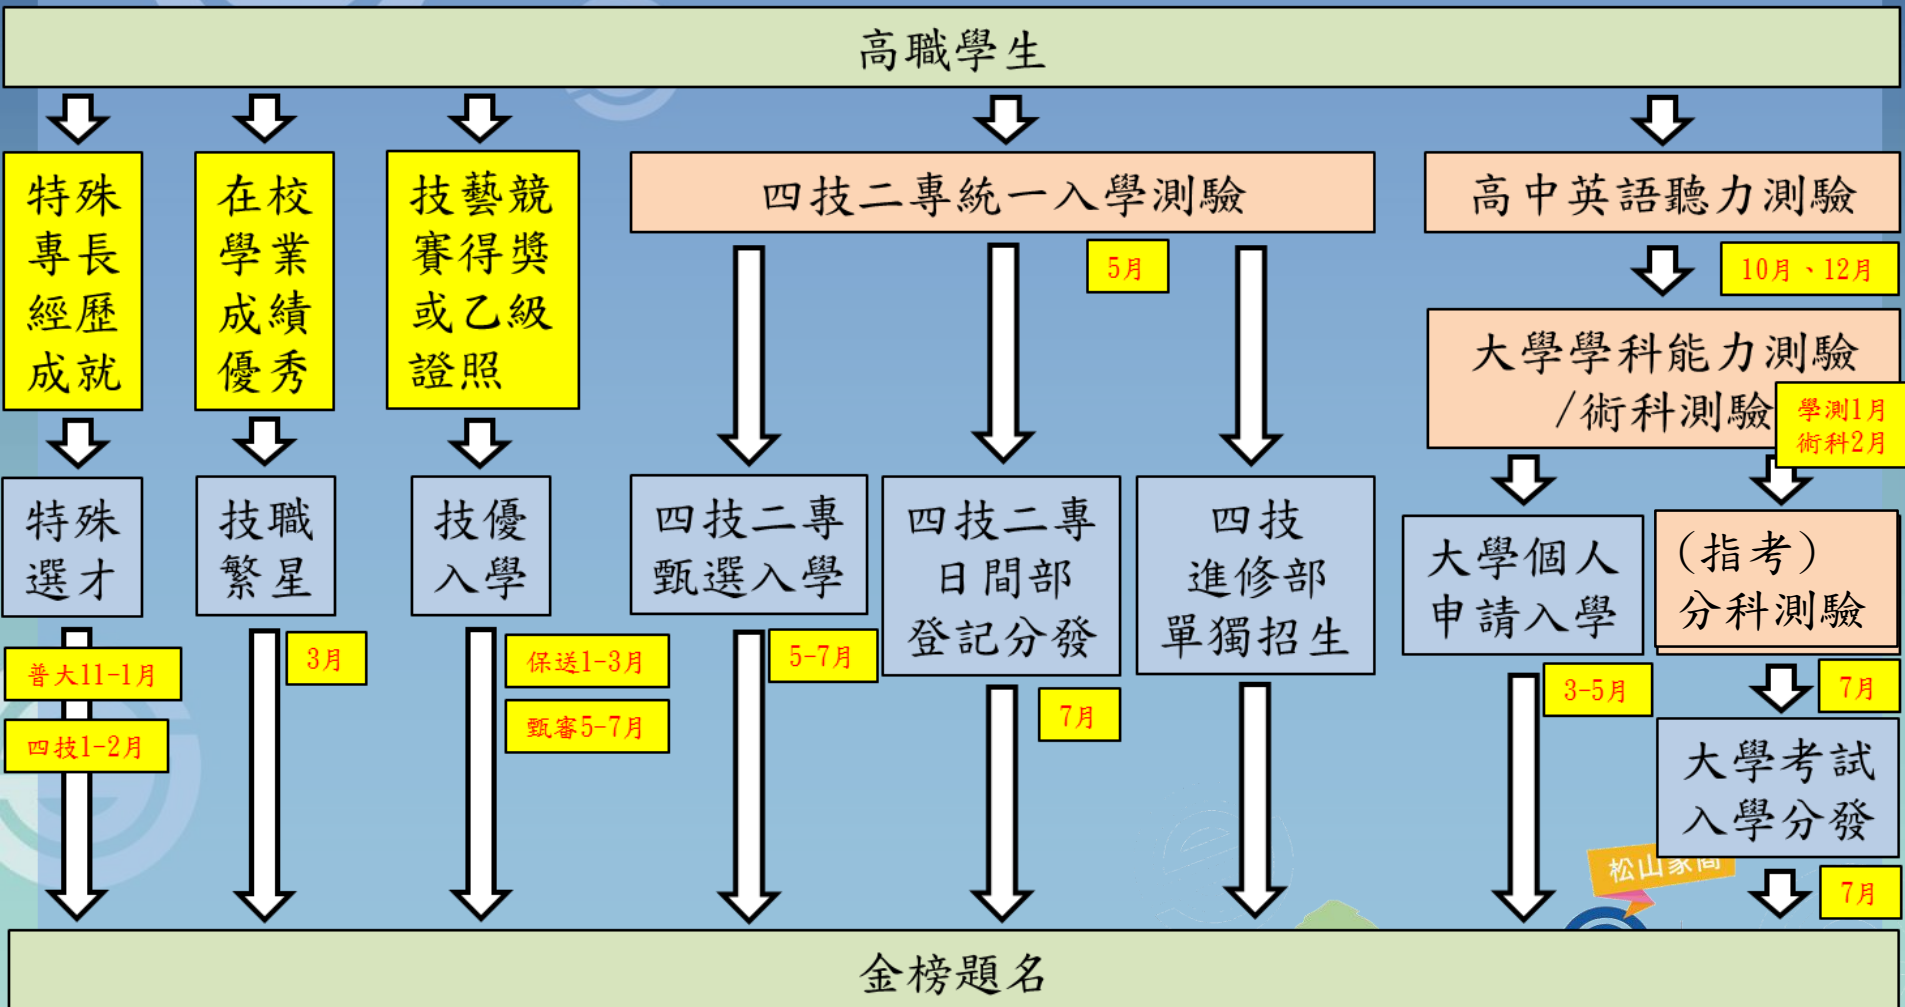 高職學生
特殊
專長
經歷
成就
在校
學業
成績
優秀
技藝競
賽得獎
或乙級
證照
四技二專統一入學測驗
5月
高中英語聽力測驗
10月、12月
大學學科能力測驗
/術科測驗
學測1月
術科2月
特殊
選才
普大11-1月
四技1-2月
技職
繁星
3月
技優
入學
保送1-3月
甄審5-7月
四技二專
甄選入學
5-7月
四技二專
日間部
登記分發
7月
四技
進修部
單獨招生
大學個人
申請入學
3-5月
(指考)
分科測驗
7月
大學考試
入學分發
7月
松山家商
金榜題名